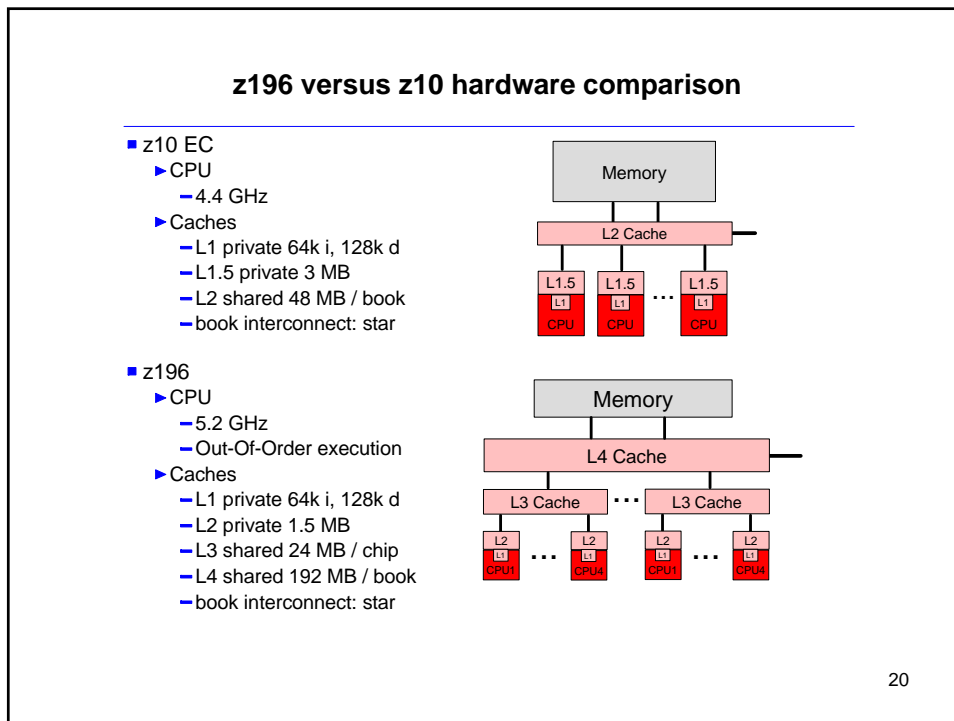 z196 versus z10 hardware comparison
z10 EC
CPU
4.4 GHz
Caches
L1 private 64k i, 128k d
L1.5 private 3 MB
L2 shared 48 MB / book
book interconnect: star
Memory
L2 Cache
L1.5 L1.5 ... L1.5
L1 L1 L1
CPU CPU CPU
z196
CPU
5.2 GHz
Out-Of-Order execution
Caches
L1 private 64k i, 128k d
L2 private 1.5 MB
L3 shared 24 MB / chip
L4 shared 192 MB / book
book interconnect: star
Memory
L4 Cache
L3 Cache ... L3 Cache
L2 L2 L2 L2
L1 ... L1 L1 ... L1
CPU1 CPU4 CPU1 CPU4
20